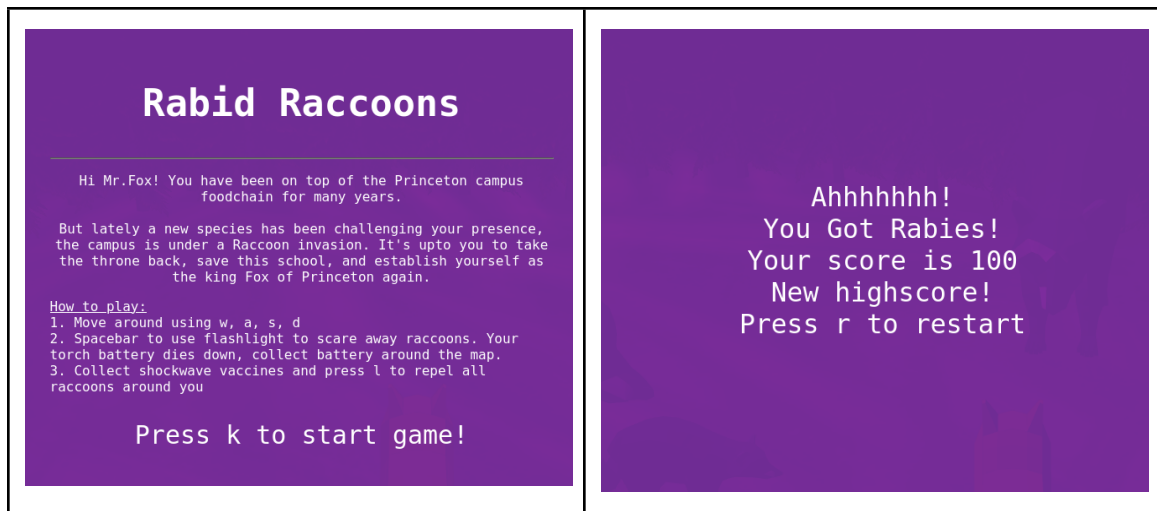 Rabid Raccoons
Hi Mr.Fox! You have been on top of the Princeton campus
foodchain for many years.
But lately a new species has been challenging your presence,
the campus is under a Raccoon invasion. It's upto you to take
the throne back, save this school, and establish yourself as
the king Fox of Princeton again.
How to play:
1. Move around using w, a, s, d
2. Spacebar to use flashlight to scare away raccoons. Your
torch battery dies down, collect battery around the map.
3. Collect shockwave vaccines and press l to repel all
raccoons around you
Press k to start game!
Ahhhhhhh!
You Got Rabies!
Your score is 100
New highscore!
Press r to restart